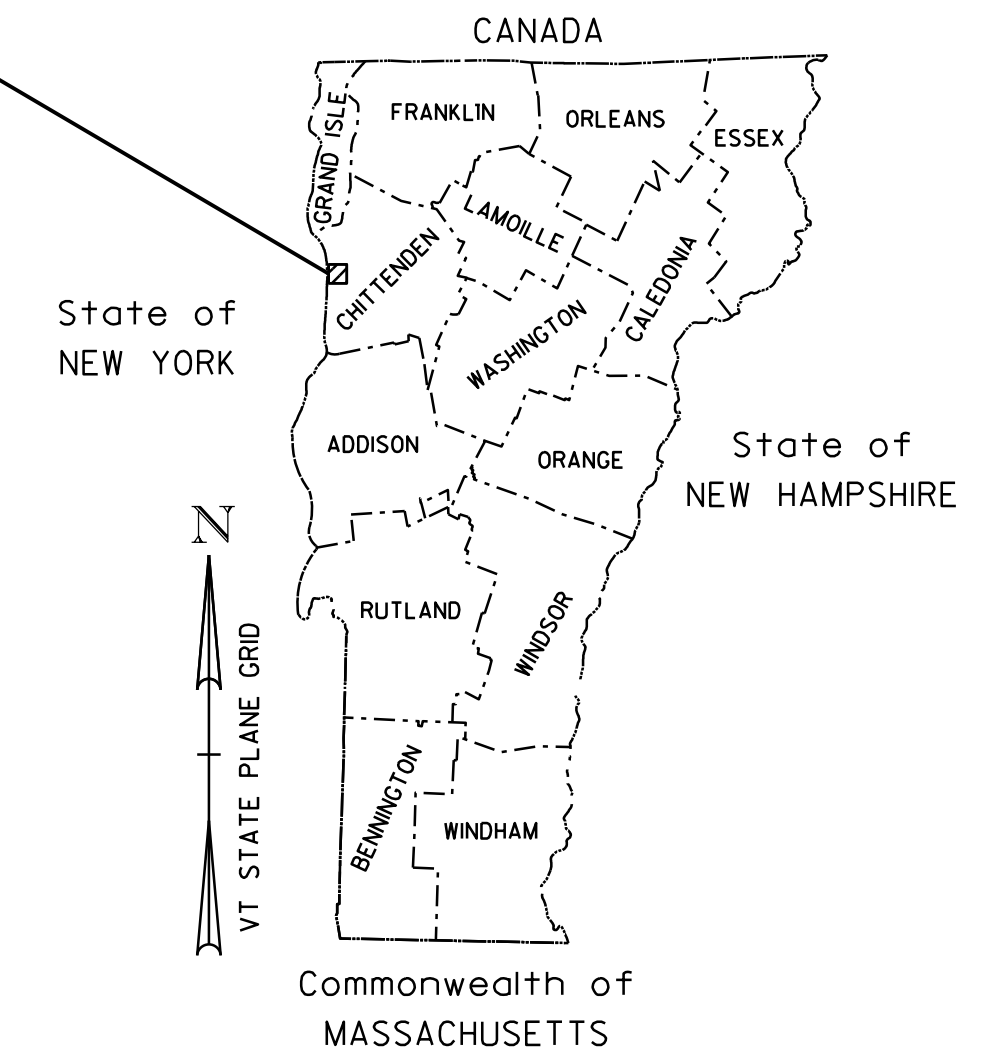 CANADA
GRAND ISLE
FRANKLIN
ORLEANS
ESSEX
LAMOILLE
CHITTENDEN
CALEDONIA
WASHINGTON
State of
NEW YORK
ADDISON
ORANGE
State of
NEW HAMPSHIRE
N
VT STATE PLANE GRID
RUTLAND
WINDSOR
BENNINGTON
WINDHAM
Commonwealth of
MASSACHUSETTS